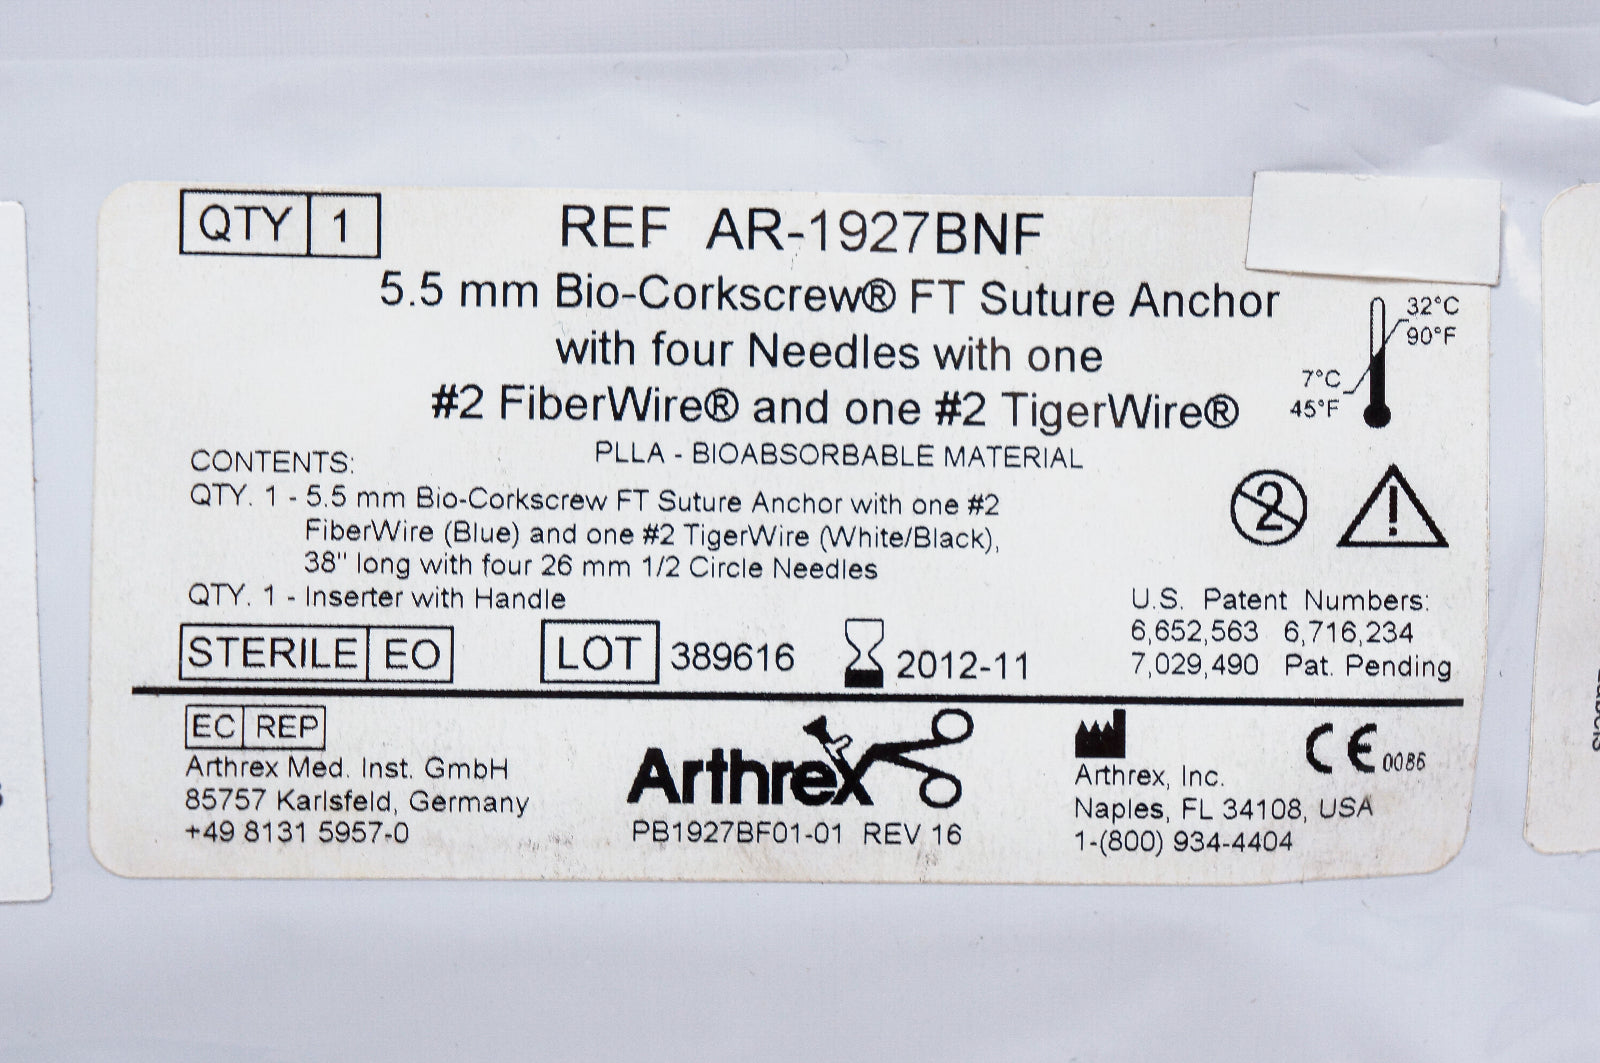 QTY 1
REF AR-1927BNF
5.5 mm Bio-Corkscrew® FT Suture Anchor
with four Needles with one
#2 FiberWire® and one #2 TigerWire®
PLLA - BIOABSORBABLE MATERIAL
32°C
90°F
7°C
45°F
CONTENTS:
QTY. 1 - 5.5 mm Bio-Corkscrew FT Suture Anchor with one #2
FiberWire (Blue) and one #2 TigerWire (White/Black),
38" long with four 26 mm 1/2 Circle Needles
QTY. 1 - Inserter with Handle
2
!
U.S. Patent Numbers:
6,652,563 6,716,234
7,029,490 Pat. Pending
STERILE EO
LOT 389616
2012-11
EC REP
Arthrex Med. Inst. GmbH
85757 Karlsfeld, Germany
+49 8131 5957-0
Arthrex
PB1927BF01-01 REV 16
Arthrex, Inc.
Naples, FL 34108, USA
1-(800) 934-4404
CE 0086